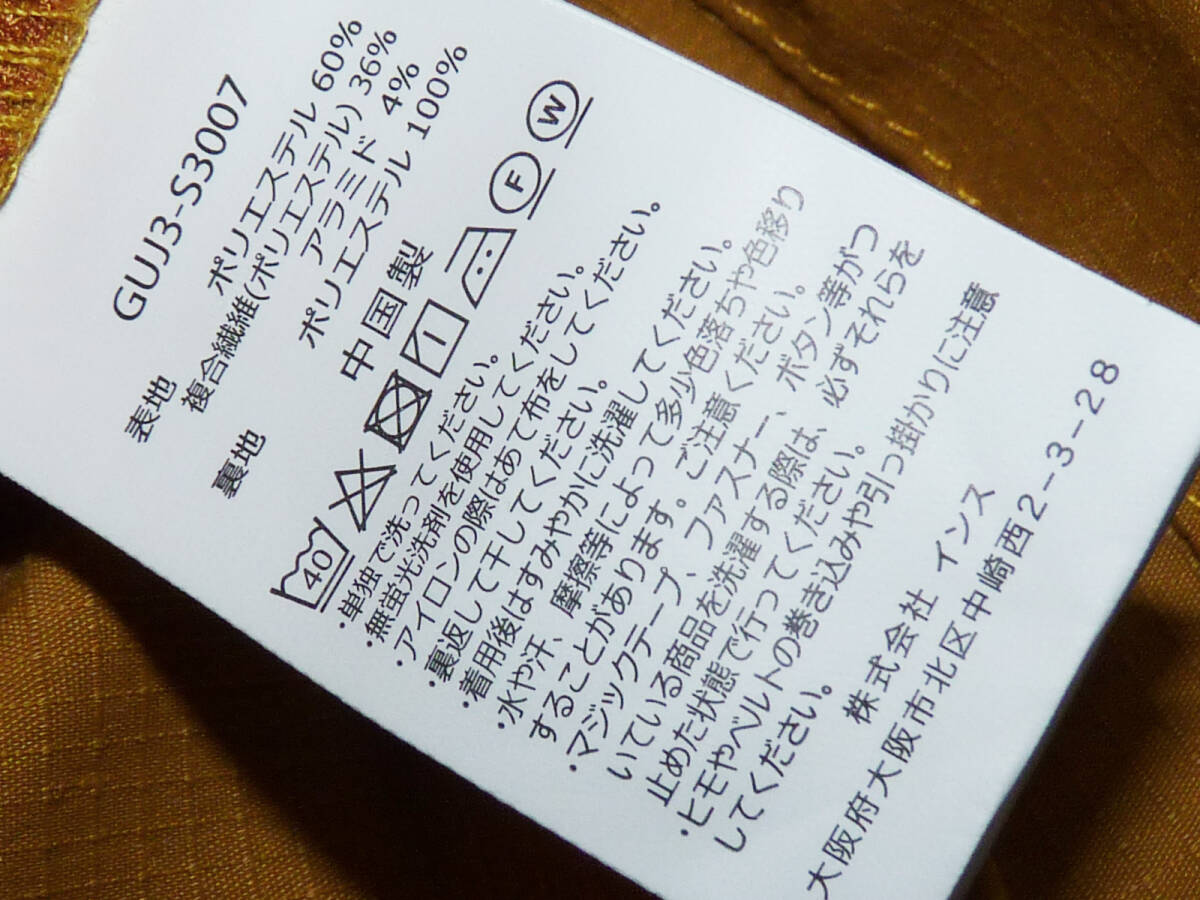 GUJ3-S3007
表地 ポリエステル 60%
複合繊維(ポリエステル) 36%
アラミド 4%
裏地 ポリエステル 100%
中国製
40 F W
・単独で洗ってください。
・無蛍光洗剤を使用してください。
・アイロンの際はあて布をしてください。
・裏返して干してください。
・着用後はすみやかに洗濯してください。
・水や汗、摩擦等によって多少色落ちや色移り
することがあります。ご注意ください。
・マジックテープ、ファスナー、ボタン等がつ
いている商品を洗濯する際は、必ずそれらを
止めた状態で行ってください。
・ヒモやベルトの巻き込みや引っ掛かりに注意
してください。
株式会社 インス
大阪府大阪市北区中崎西2-3-28